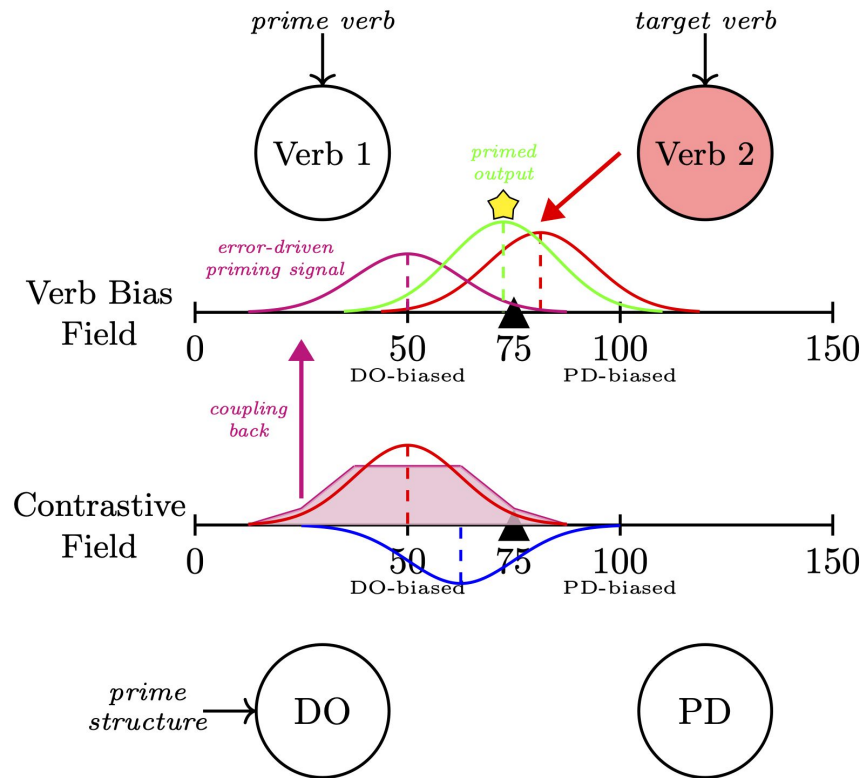 prime verb
target verb
Verb 1
Verb 2
primed
output
error-driven
priming signal
Verb Bias
Field
0
50
75
100
150
DO-biased
PD-biased
coupling
back
Contrastive
Field
0
50
75
100
150
DO-biased
PD-biased
prime
structure
DO
PD